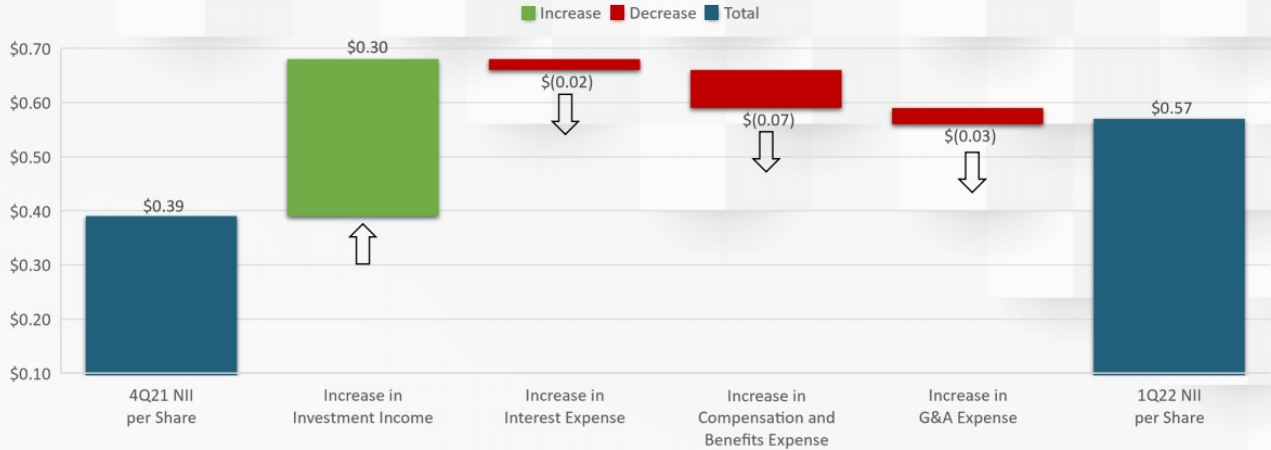 Increase Decrease Total
$0.70
$0.60
$0.50
$0.40
$0.30
$0.20
$0.10
$0.39
$0.30
$(0.02)
$(0.07)
$(0.03)
$0.57
4Q21 NII
per Share
Increase in
Investment Income
Increase in
Interest Expense
Increase in
Compensation and
Benefits Expense
Increase in
G&A Expense
1Q22 NII
per Share